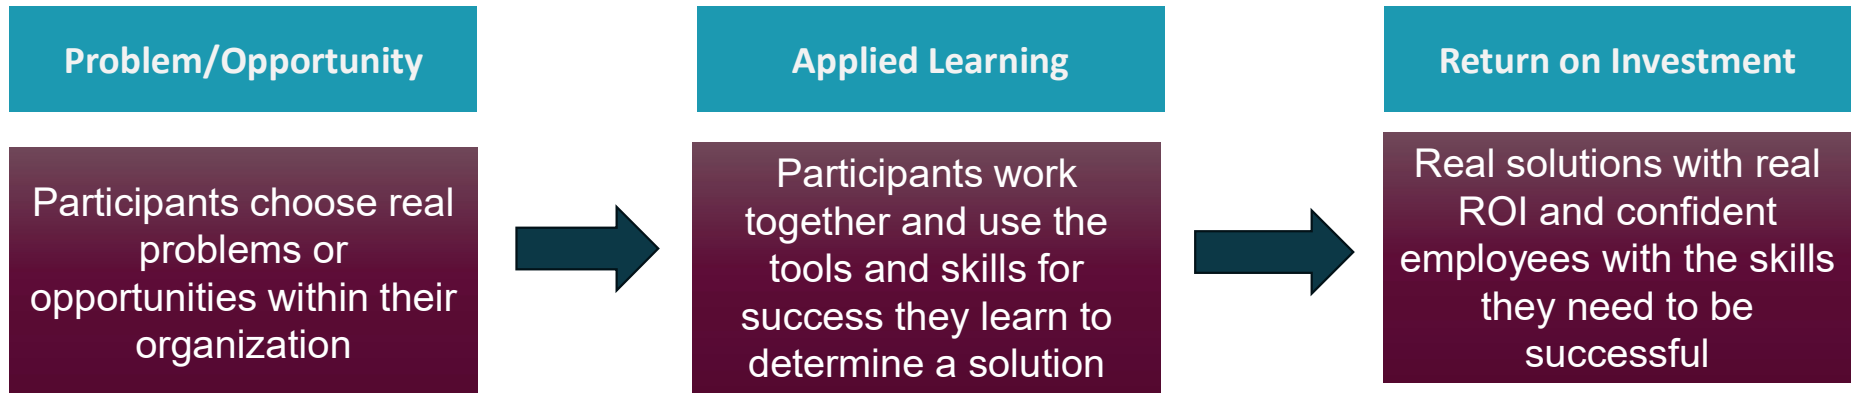 Problem/Opportunity
Participants choose real
problems or
opportunities within their
organization
Applied Learning
Participants work
together and use the
tools and skills for
success they learn to
determine a solution
Return on Investment
Real solutions with real
ROI and confident
employees with the skills
they need to be
successful